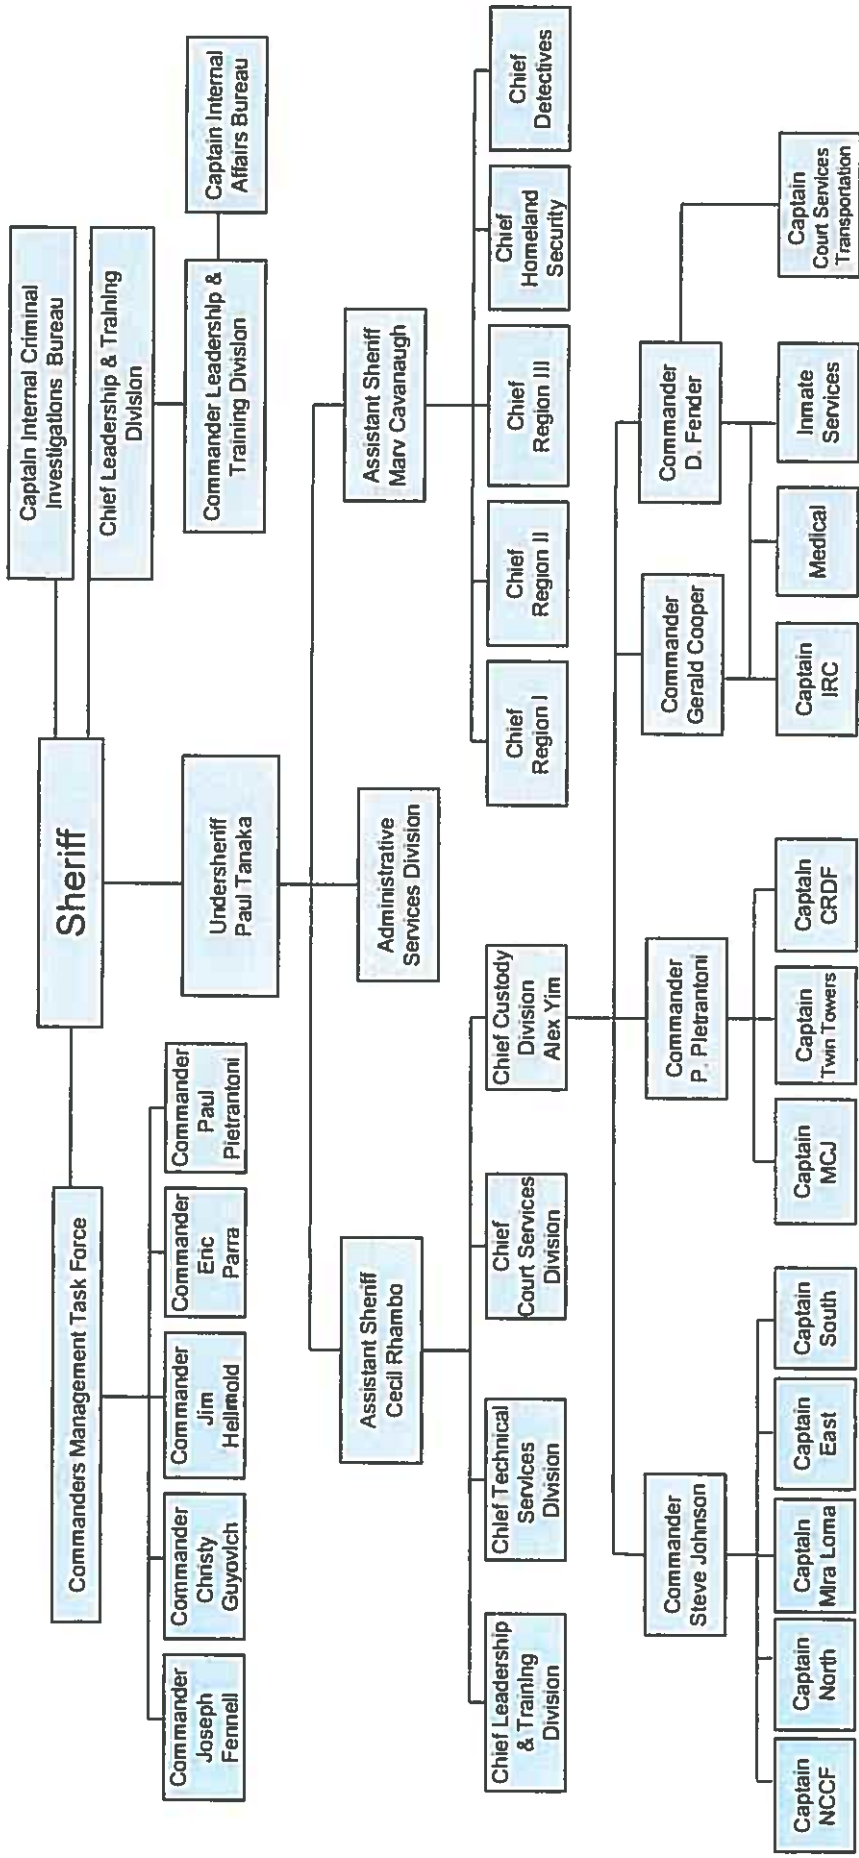 Sheriff
Captain Internal Criminal
Investigations Bureau
Chief Leadership & Training
Division
Commander Leadership &
Training Division
Captain Internal
Affairs Bureau
Commanders Management Task Force
Commander
Joseph
Fennell
Commander
Christy
Guyovich
Commander
Jim
Hellmold
Commander
Eric
Parra
Commander
Paul
Pietrantoni
Undersheriff
Paul Tanaka
Administrative
Services Division
Assistant Sheriff
Cecil Rhambo
Assistant Sheriff
Marv Cavanaugh
Chief Leadership
& Training
Division
Chief Technical
Services
Division
Chief
Court Services
Division
Chief Custody
Division
Alex Yim
Chief
Region I
Chief
Region II
Chief
Region III
Chief
Homeland
Security
Chief
Detectives
Commander
Steve Johnson
Commander
P. Pietrantoni
Commander
Gerald Cooper
Commander
D. Fender
Captain
NCCF
Captain
North
Captain
Mira Loma
Captain
East
Captain
South
Captain
MCJ
Captain
Twin Towers
Captain
CRDF
Captain
IRC
Medical
Inmate
Services
Captain
Court Services
Transportation